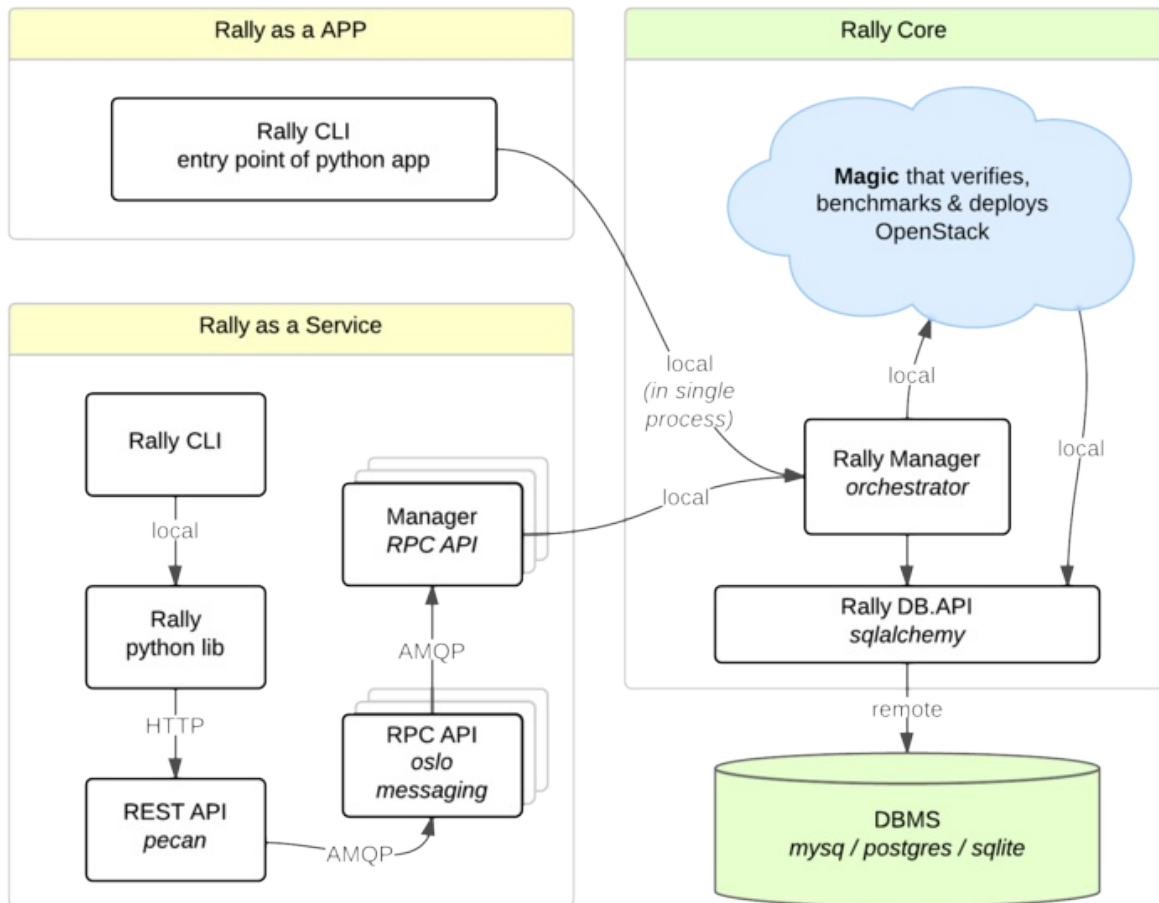 Rally as a APP
Rally CLI
entry point of python app
Rally as a Service
Rally CLI
local
Rally
python lib
HTTP
REST API
pecan
AMQP
RPC API
oslo
messaging
AMQP
Manager
RPC API
local
local
(in single
process)
Rally Core
Magic that verifies,
benchmarks & deploys
OpenStack
local
local
Rally Manager
orchestrator
Rally DB.API
sqlalchemy
remote
DBMS
mysq / postgres / sqlite